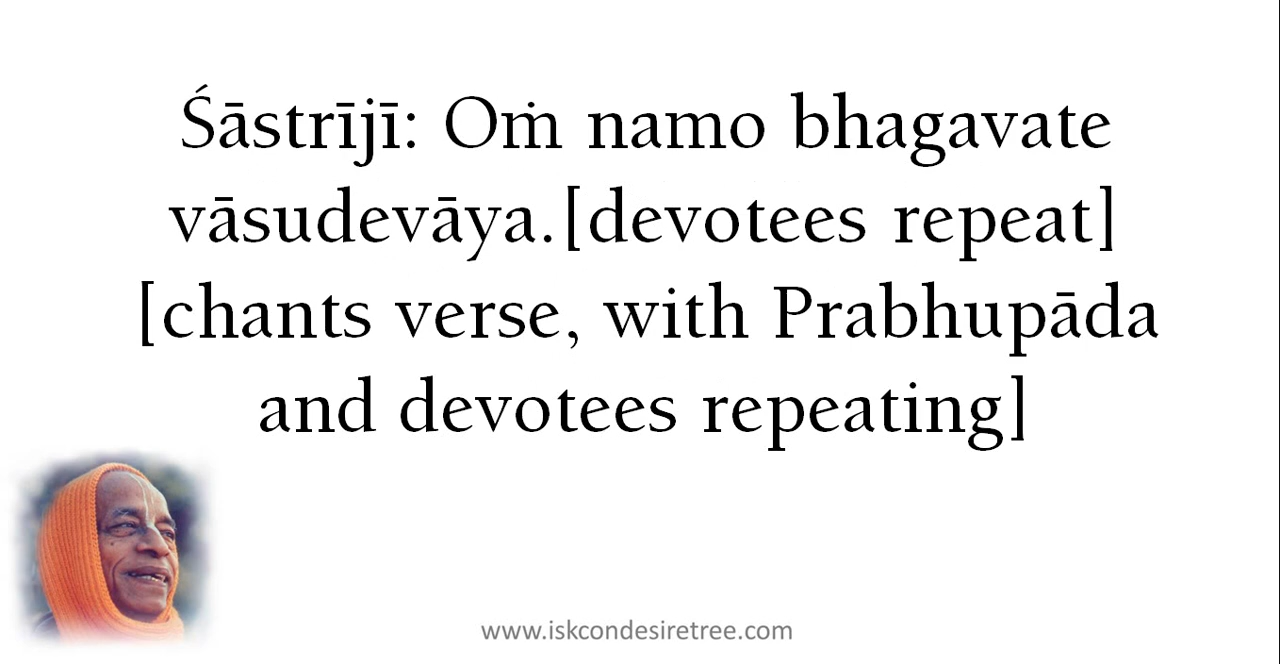 Śāstrījī: Oṁ namo bhagavate
vāsudevāya.[devotees repeat]
[chants verse, with Prabhupāda
and devotees repeating]
www.iskcondesiretree.com